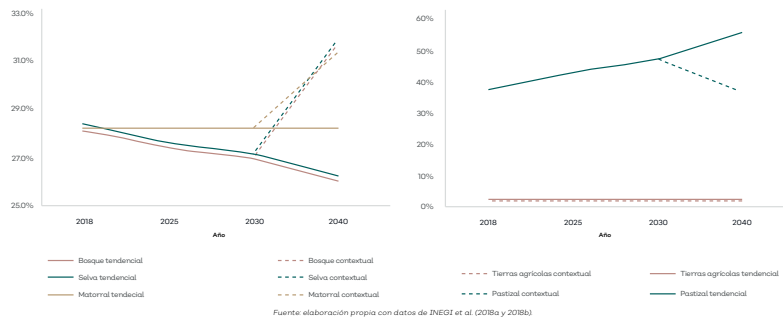 33.0%
31.0%
29.0%
27.0%
25.0%
2018 2025 2030 2040
Año
Bosque tendencial
Selva tendencial
Matorral tendecial
Bosque contextual
Selva contextual
Matorral contextual
60%
50%
40%
30%
20%
10%
0%
2018 2025 2030 2040
Año
Tierras agrícolas contextual
Pastizal contextual
Tierras agrícolas tendencial
Pastizal tendencial
Fuente: elaboración propia con datos de INEGI et al. (2018a y 2018b).